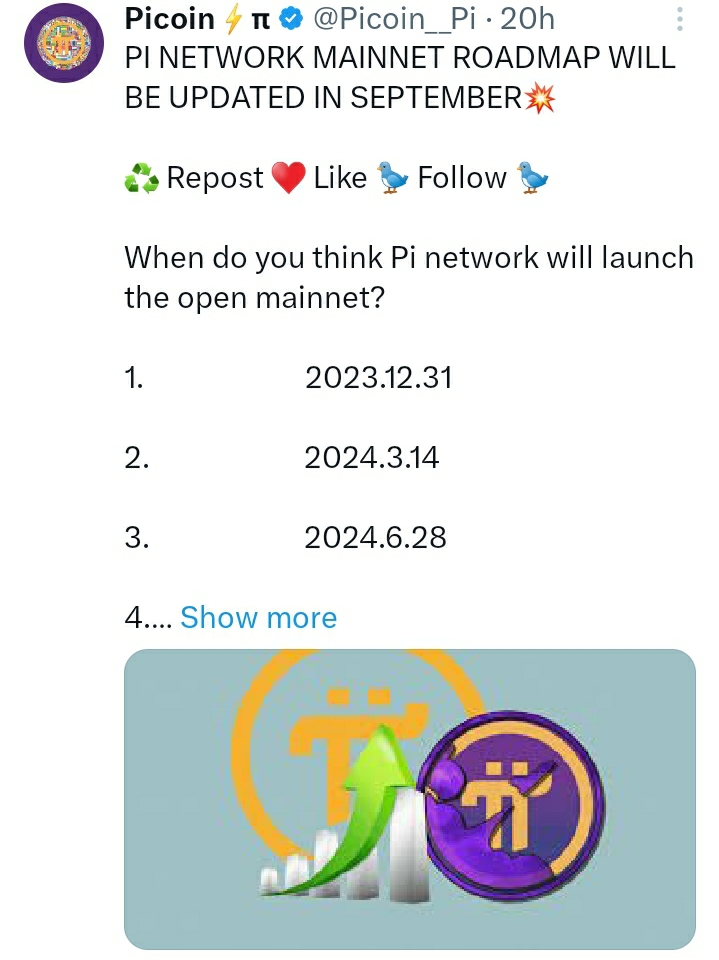 Picoin⚡π @Picoin__Pi · 20h
PI NETWORK MAINNET ROADMAP WILL
BE UPDATED IN SEPTEMBER💥
♻️ Repost ❤️ Like 🐦 Follow 🐦
When do you think Pi network will launch
the open mainnet?
1. 2023.12.31
2. 2024.3.14
3. 2024.6.28
4.... Show more